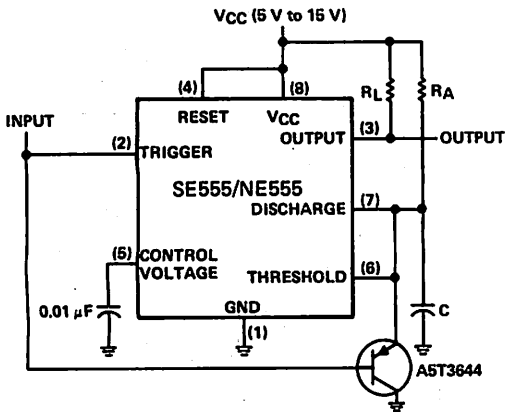 VCC (5 V to 15 V)
(4)
(8)
RESET
VCC
RL
RA
INPUT
(2)
TRIGGER
OUTPUT
(3)
OUTPUT
SE555/NE555
DISCHARGE
(7)
(5)
CONTROL
VOLTAGE
THRESHOLD
(6)
0.01 µF
GND
(1)
C
A5T3644